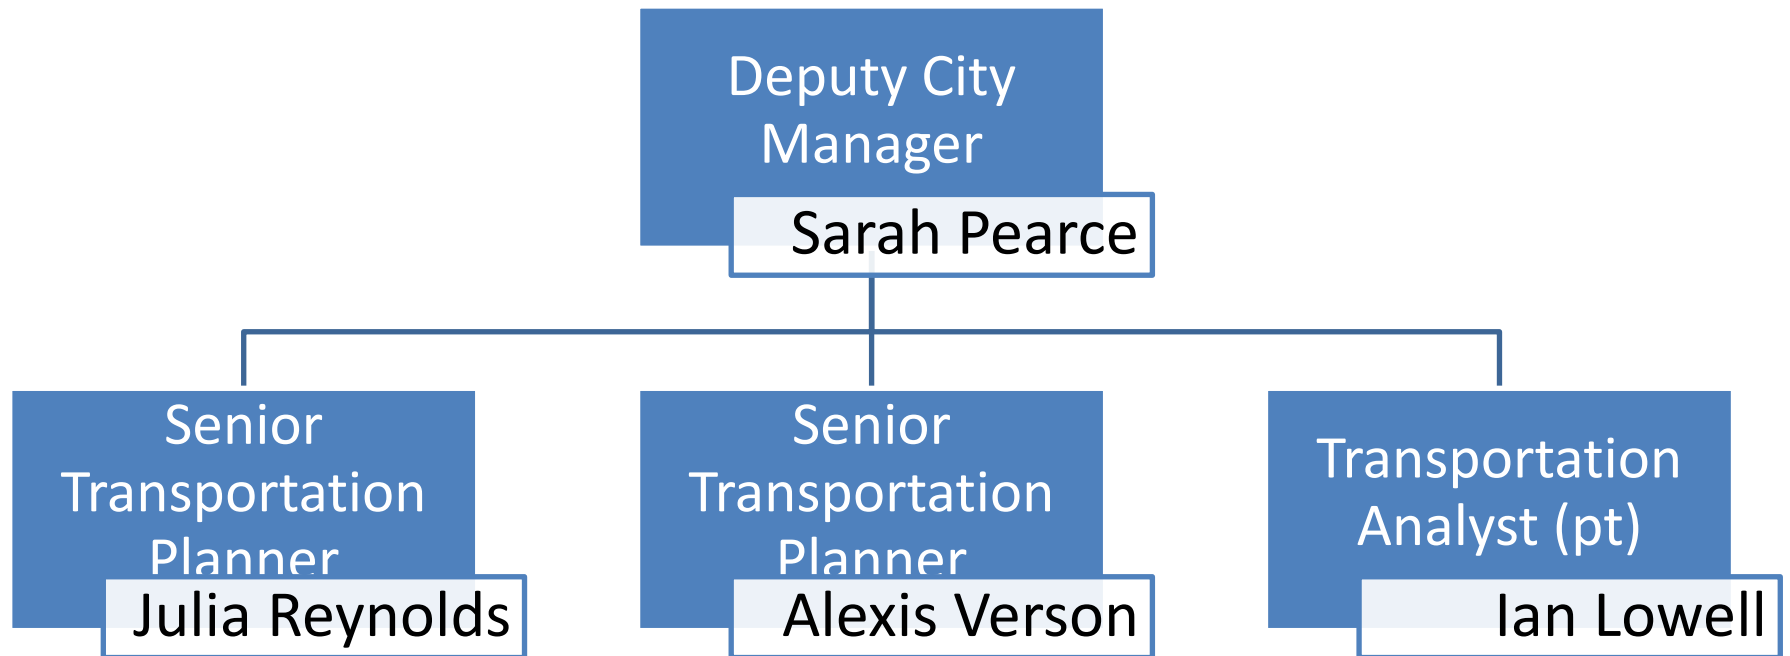 Deputy City
Manager
Sarah Pearce
Senior
Transportation
Planner
Julia Reynolds
Senior
Transportation
Planner
Alexis Verson
Transportation
Analyst (pt)
Ian Lowell